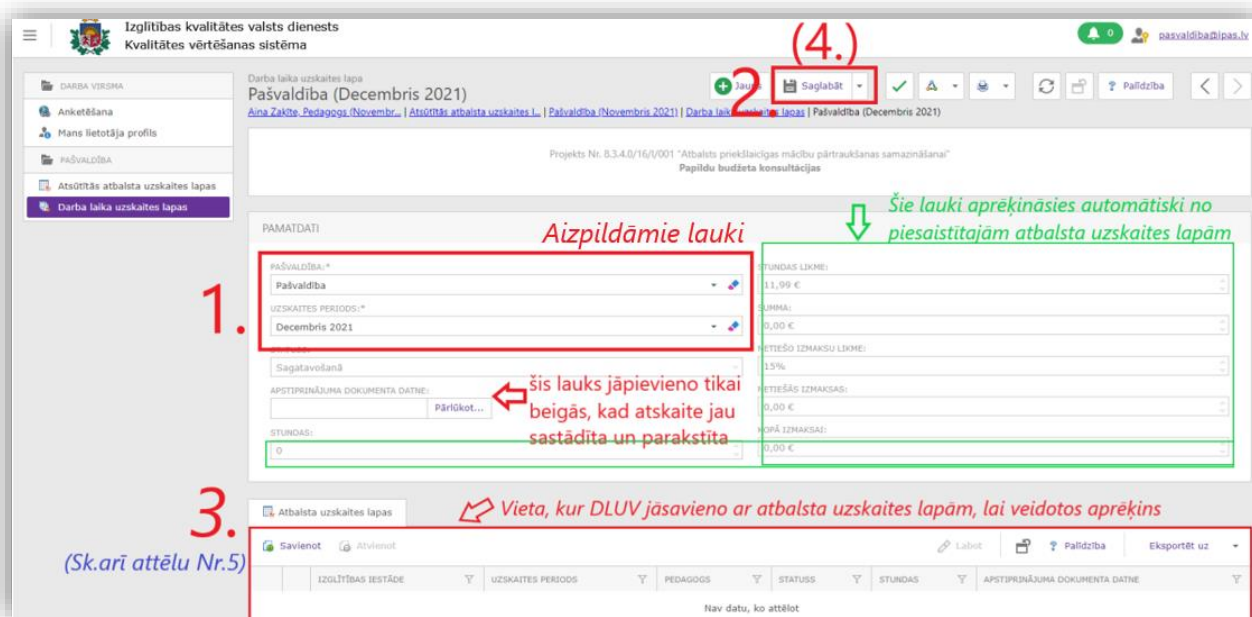 Izglītības kvalitātes valsts dienests
Kvalitātes vērtēšanas sistēma
0
pasvaldiba@ipas.lv
(4.)
2.
DARBA VIRSMA
Anketēšana
Mans lietotāja profils
PAŠVALDĪBA
Atsūtītās atbalsta uzskaites lapas
Darba laika uzskaites lapas
Darba laika uzskaites lapa
Pašvaldība (Decembris 2021)
Saglabāt
Palīdzība
Aina Zaķīte, Pedagogs (Novembr... | Atsūtītās atbalsta uzskaites l... | Pašvaldība (Novembris 2021) | Darba laika uzskaites lapas | Pašvaldība (Decembris 2021)
Projekts Nr. 8.3.4.0/16/I/001 "Atbalsts priekšlaicīgas mācību pārtraukšanas samazināšanai"
Papildu budžeta konsultācijas
PAMATDATI
Aizpildāmie lauki
Šie lauki aprēķināsies automātiski no
piesaistītajām atbalsta uzskaites lapām
1.
PAŠVALDĪBA:*
Pašvaldība
UZSKAITES PERIODS:*
Decembris 2021
Sagatavošanā
APSTIPRINĀJUMA DOKUMENTA DATNE:
Pārlūkot...
STUNDAS:
0
šis lauks jāpievieno tikai
beigās, kad atskaite jau
sastādīta un parakstīta
STUNDAS LIKME:
11,99 €
SUMMA:
0,00 €
NETIEŠO IZMAKSU LIKME:
15%
NETIEŠĀS IZMAKSAS:
0,00 €
KOPĀ IZMAKSAI:
0,00 €
3.
(Sk.arī attēlu Nr.5)
Atbalsta uzskaites lapas
Vieta, kur DLUV jāsavieno ar atbalsta uzskaites lapām, lai veidotos aprēķins
Savienot
Atvienot
Labot
Palīdzība
Eksportēt uz
IZGLĪTĪBAS IESTĀDE
UZSKAITES PERIODS
PEDAGOGS
STATUSS
STUNDAS
APSTIPRINĀJUMA DOKUMENTA DATNE
Nav datu, ko attēlot